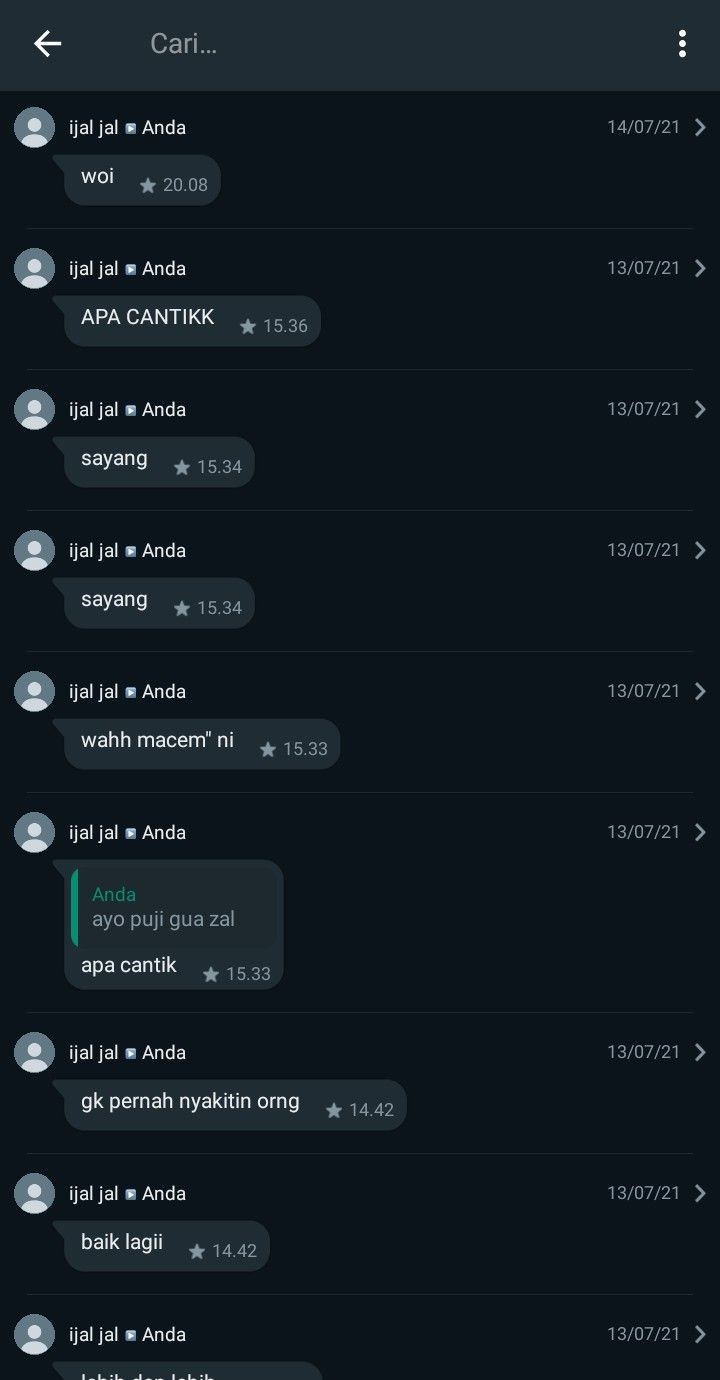 Cari...
ijal jal ▶ Anda 14/07/21
woi 20.08
ijal jal ▶ Anda 13/07/21
APA CANTIKK 15.36
ijal jal ▶ Anda 13/07/21
sayang 15.34
ijal jal ▶ Anda 13/07/21
sayang 15.34
ijal jal ▶ Anda 13/07/21
wahh macem" ni 15.33
ijal jal ▶ Anda 13/07/21
Anda
ayo puji gua zal
apa cantik 15.33
ijal jal ▶ Anda 13/07/21
gk pernah nyakitin orng 14.42
ijal jal ▶ Anda 13/07/21
baik lagii 14.42
ijal jal ▶ Anda 13/07/21